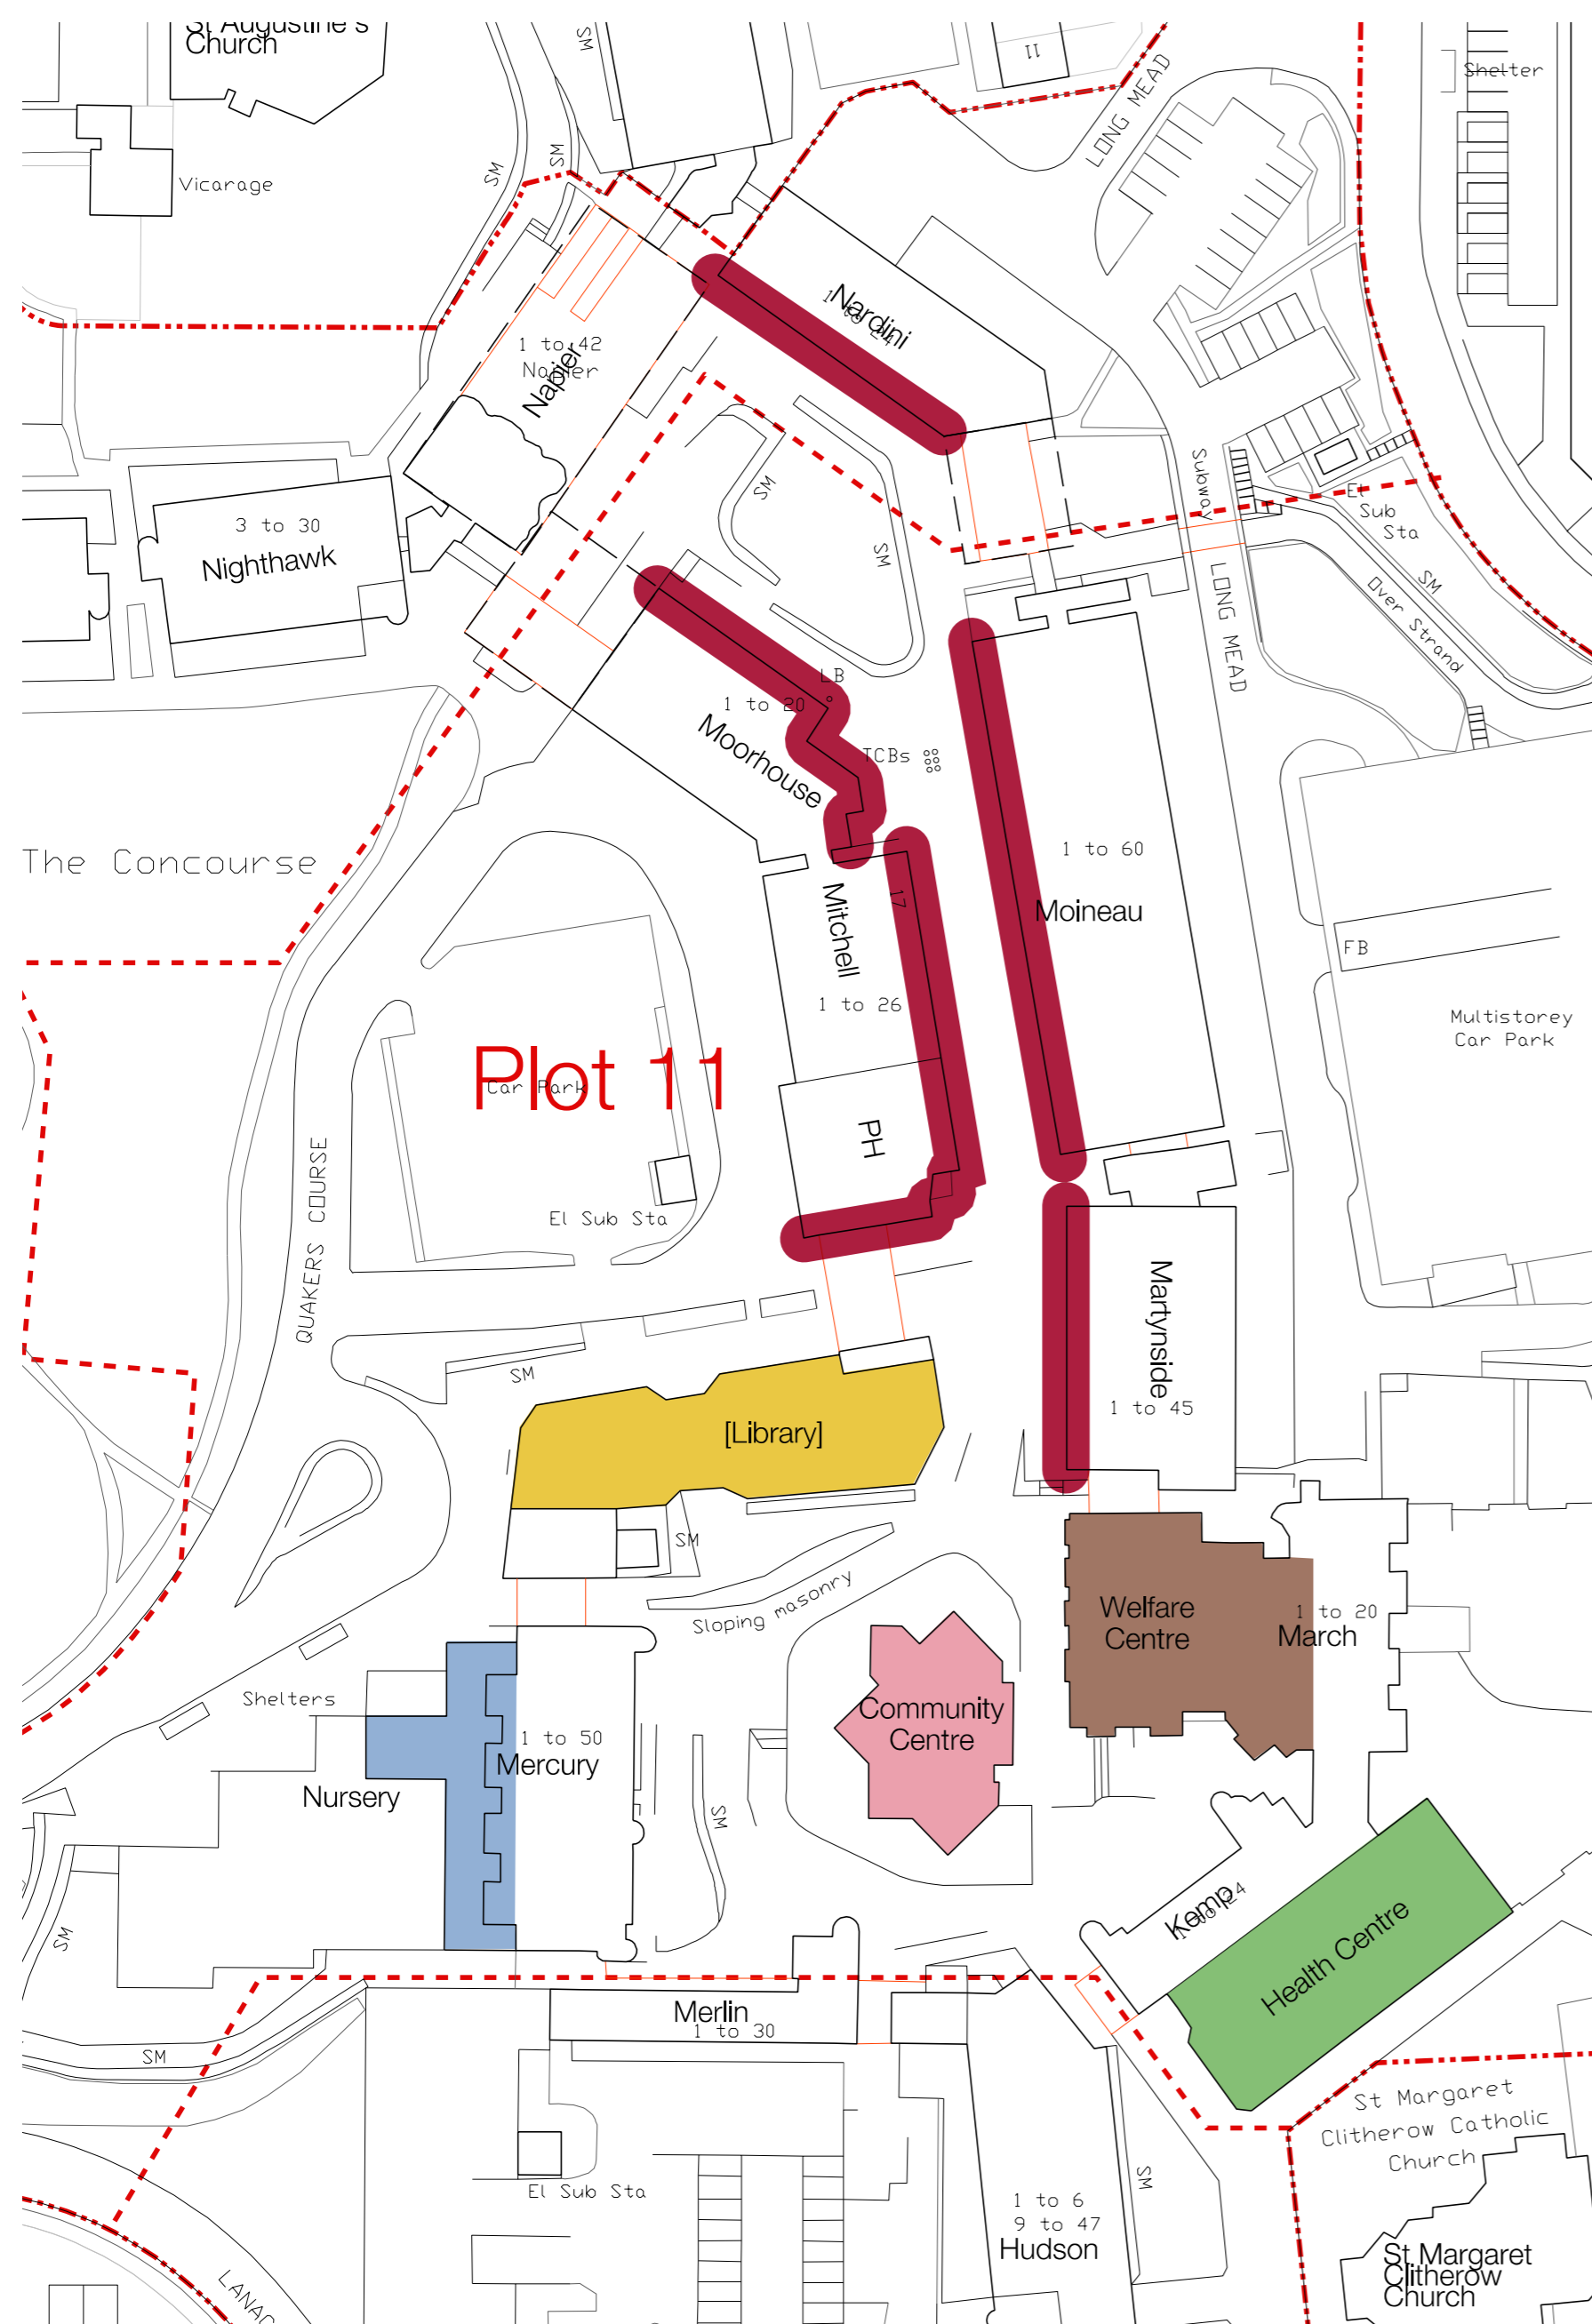 St Augustine's
Church
SM
11
LONG MEAD
Shelter
SM
SM
Vicarage
1 to 42
Napier
Napier
Nardini
3 to 30
Nighthawk
SM
SM
Subway
El
Sub
Sta
SM
Over Strand
LONG MEAD
LB
1 to 20
Moorhouse
TCBs
1 to 60
Moineau
The Concourse
17
Mitchell
1 to 26
FB
Multistorey
Car Park
Plot 11
Car Park
PH
El Sub Sta
QUAKERS COURSE
Martynside
1 to 45
SM
[Library]
SM
Sloping masonry
Welfare
Centre
1 to 20
March
Shelters
1 to 50
Mercury
Nursery
Community
Centre
SM
SM
Kemp
Health Centre
Merlin
1 to 30
SM
St Margaret
Clitherow Catholic
Church
El Sub Sta
SM
1 to 6
9 to 47
Hudson
St Margaret
Clitherow
Church
LANAC